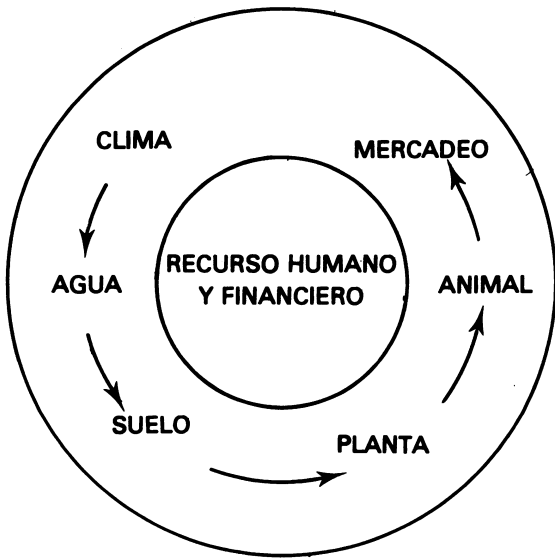 CLIMA
MERCADEO
RECURSO HUMANO
Y FINANCIERO
AGUA
ANIMAL
SUELO
PLANTA